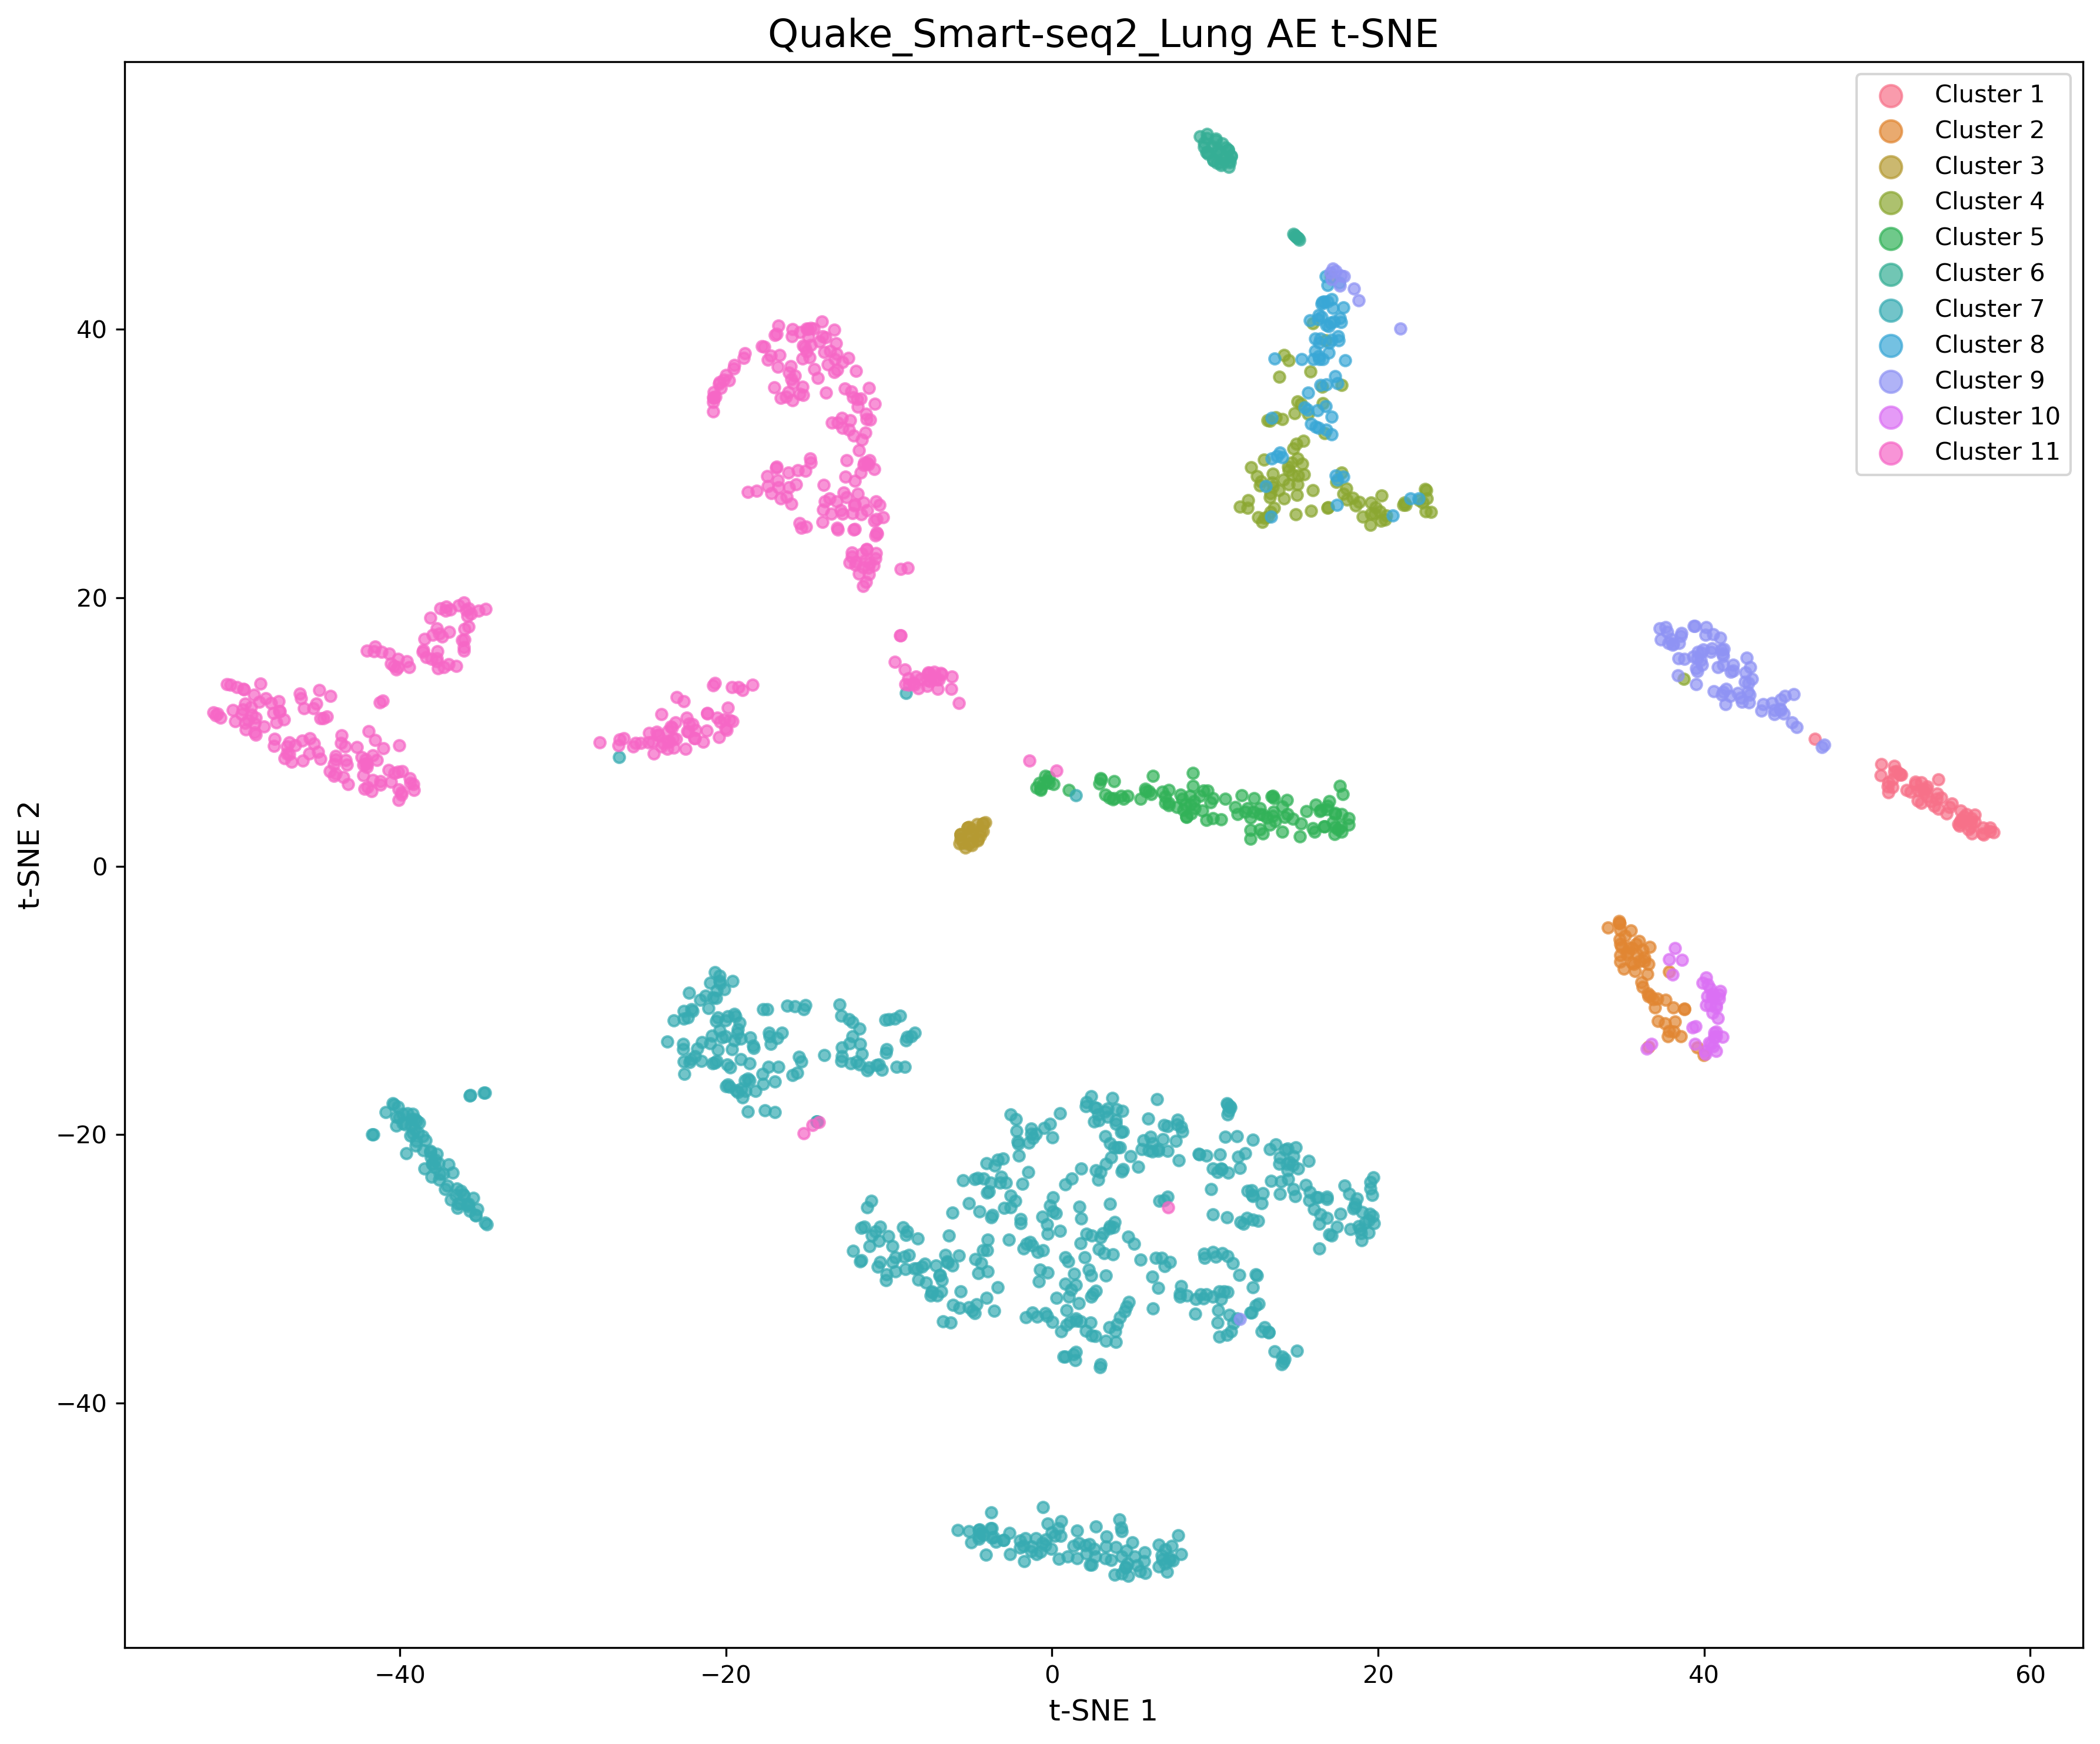 Quake_Smart-seq2_Lung AE t-SNE
Cluster 1
Cluster 2
Cluster 3
Cluster 4
Cluster 5
Cluster 6
Cluster 7
Cluster 8
Cluster 9
Cluster 10
Cluster 11
40
20
0
−20
−40
t-SNE 2
−40
−20
0
20
40
60
t-SNE 1